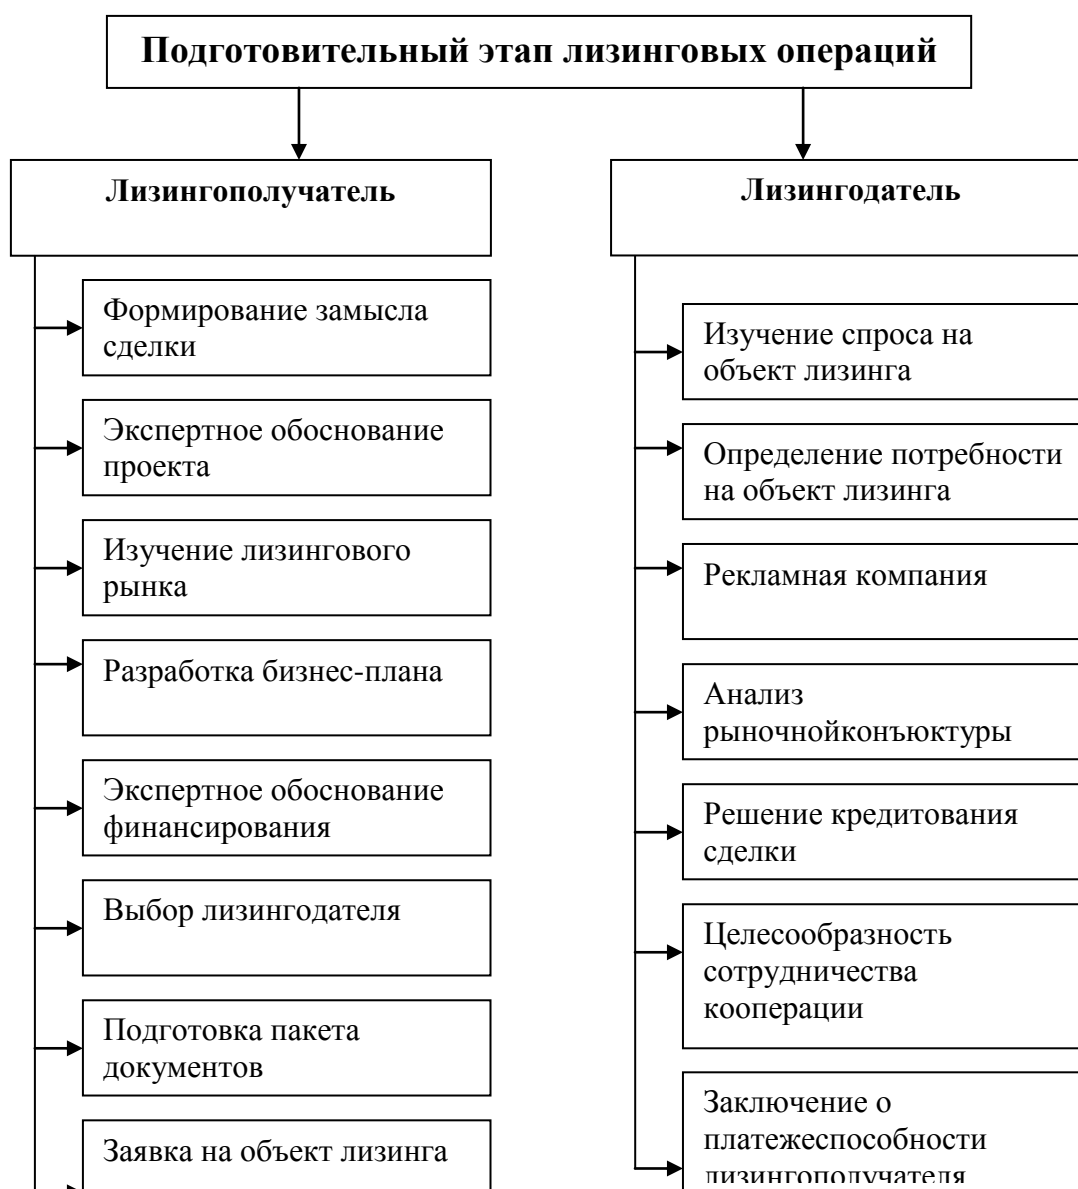 Подготовительный этап лизинговых операций
Лизингополучатель
Формирование замысла
сделки
Экспертное обоснование
проекта
Изучение лизингового
рынка
Разработка бизнес-плана
Экспертное обоснование
финансирования
Выбор лизингодателя
Подготовка пакета
документов
Заявка на объект лизинга
Лизингодатель
Изучение спроса на
объект лизинга
Определение потребности
на объект лизинга
Рекламная компания
Анализ
рыночнойконъюктуры
Решение кредитования
сделки
Целесообразность
сотрудничества
кооперации
Заключение о
платежеспособности
лизингополучателя